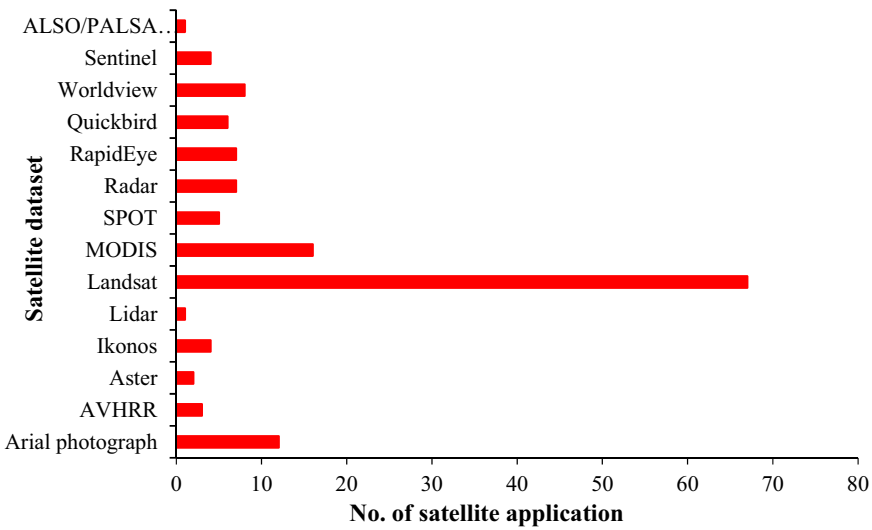 ALSO/PALSA..
Sentinel
Worldview
Quickbird
RapidEye
Radar
SPOT
MODIS
Landsat
Lidar
Ikonos
Aster
AVHRR
Arial photograph
Satellite dataset
0 10 20 30 40 50 60 70 80
No. of satellite application